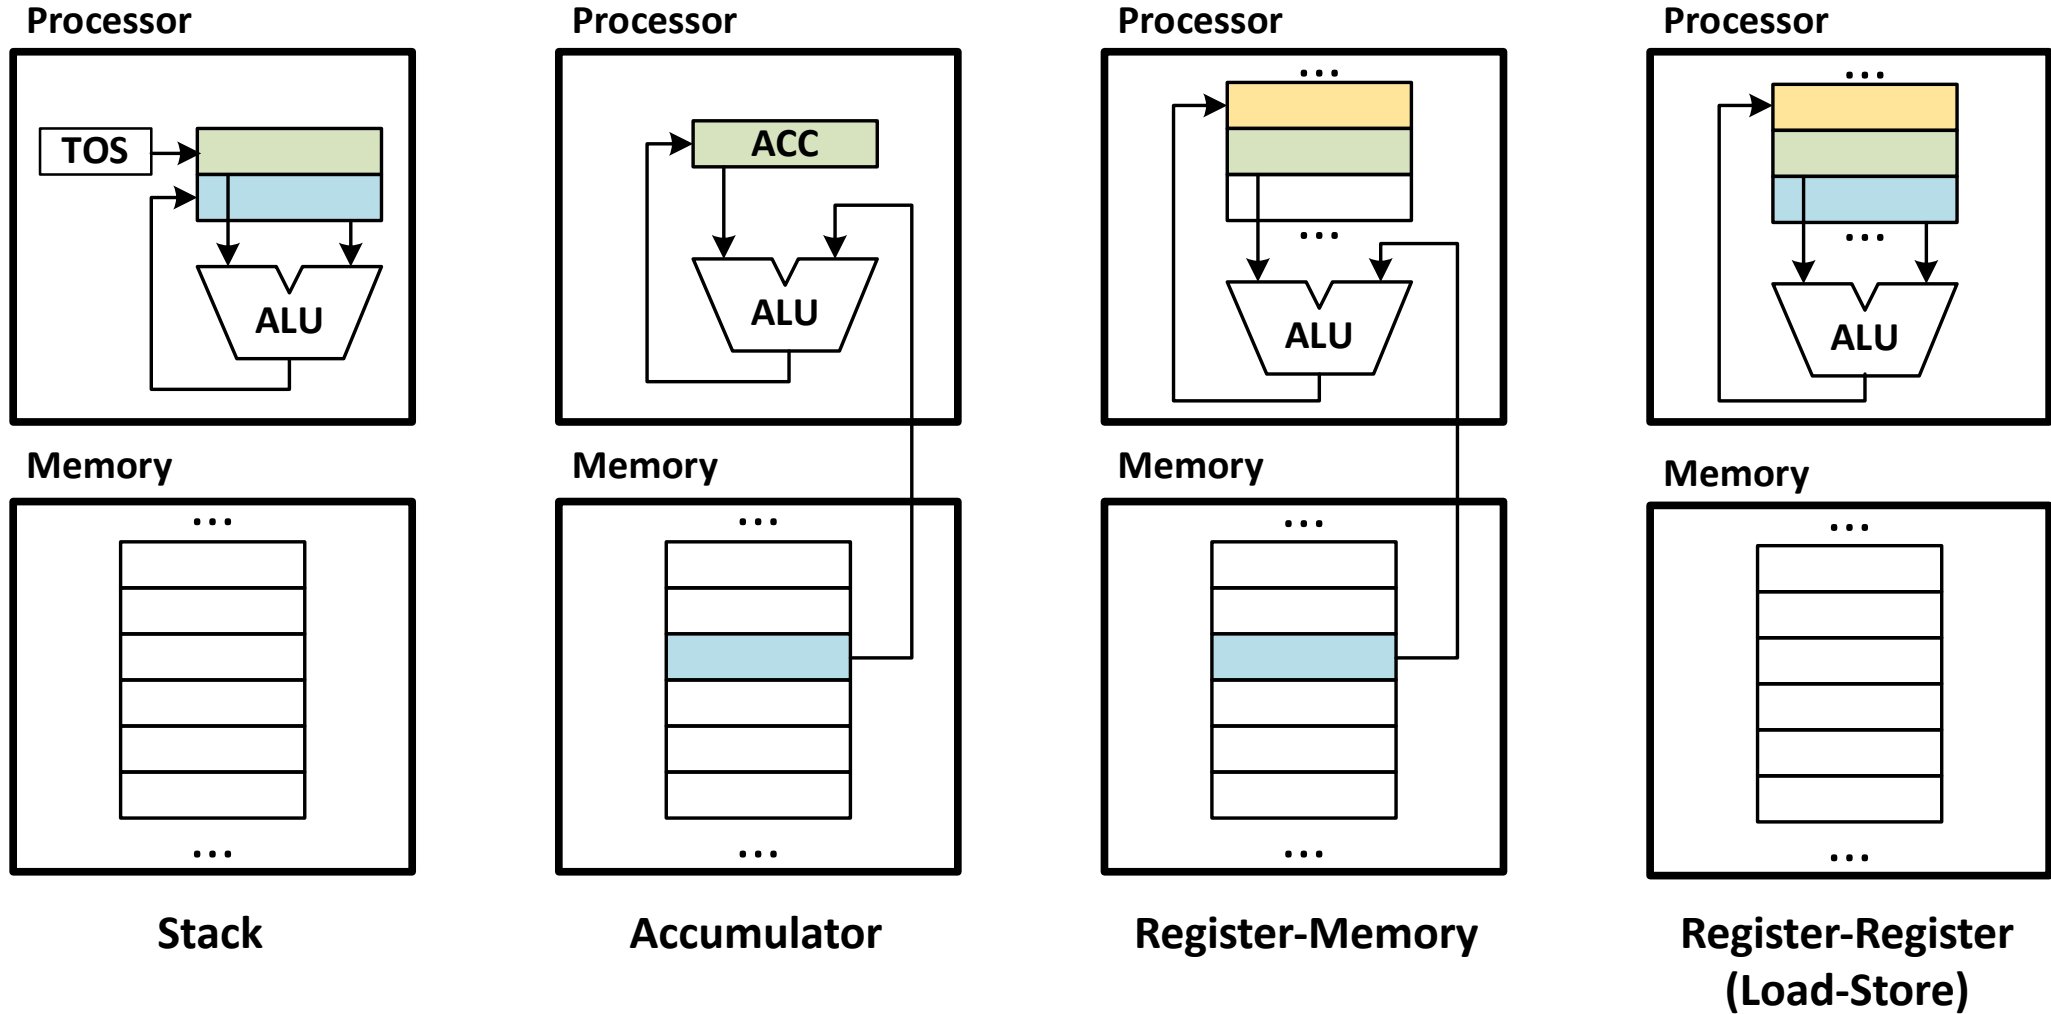 Processor
Processor
Processor
Processor
...
...
TOS
ACC
...
...
ALU
ALU
ALU
ALU
Memory
Memory
Memory
Memory
...
...
...
...
...
...
...
...
Stack
Accumulator
Register-Memory
Register-Register
(Load-Store)